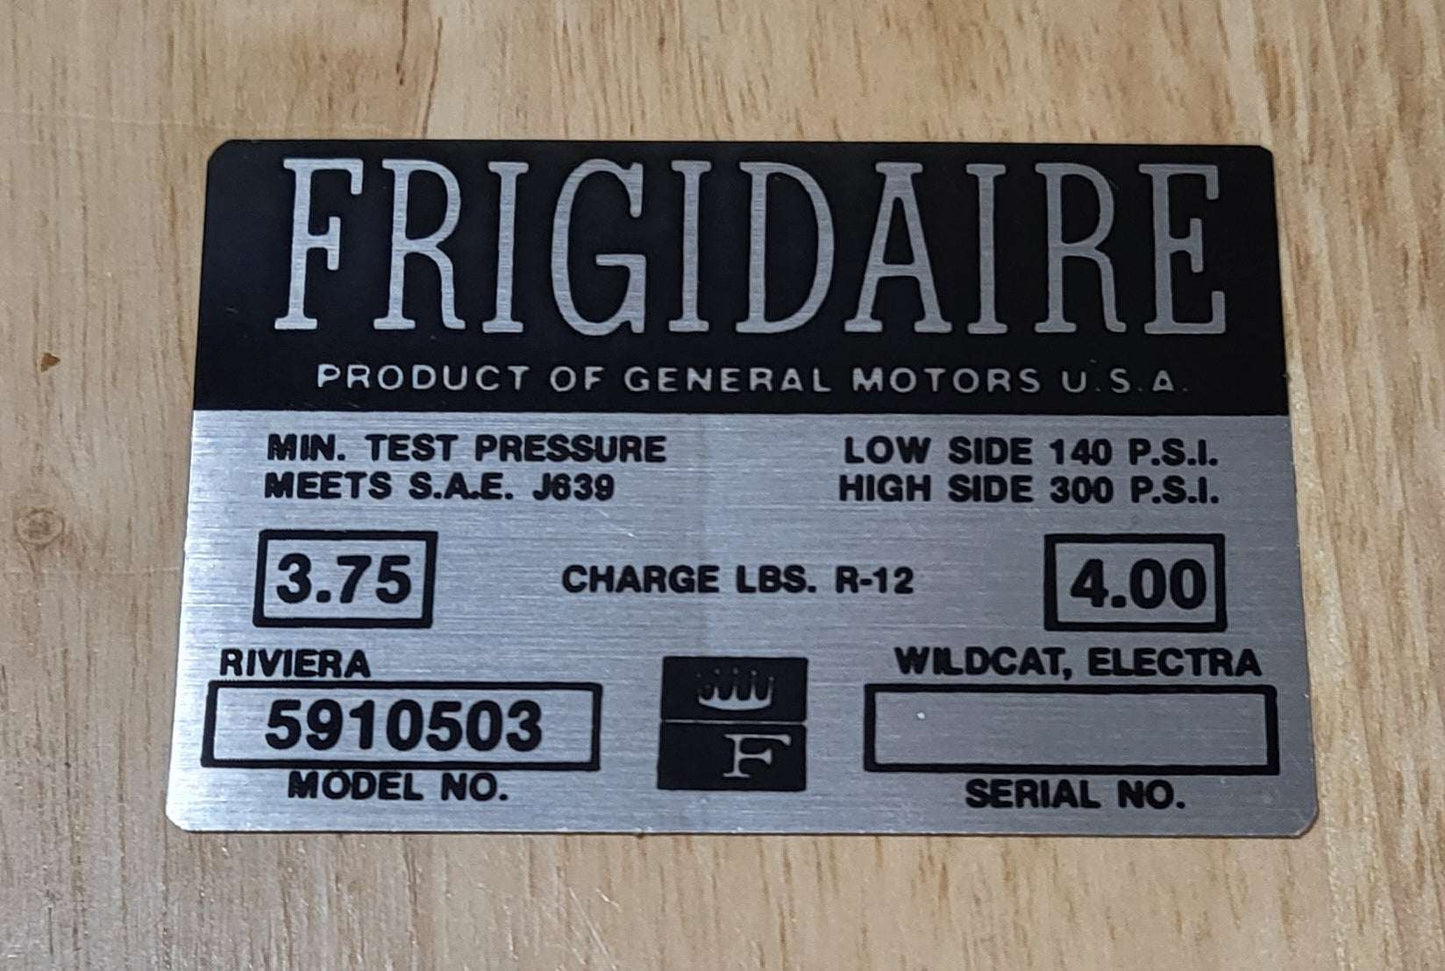 FRIGIDAIRE
PRODUCT OF GENERAL MOTORS U.S.A.
MIN. TEST PRESSURE LOW SIDE 140 P.S.I.
MEETS S.A.E. J639 HIGH SIDE 300 P.S.I.
3.75 CHARGE LBS. R-12 4.00
RIVIERA WILDCAT, ELECTRA
5910503
F
MODEL NO. SERIAL NO.